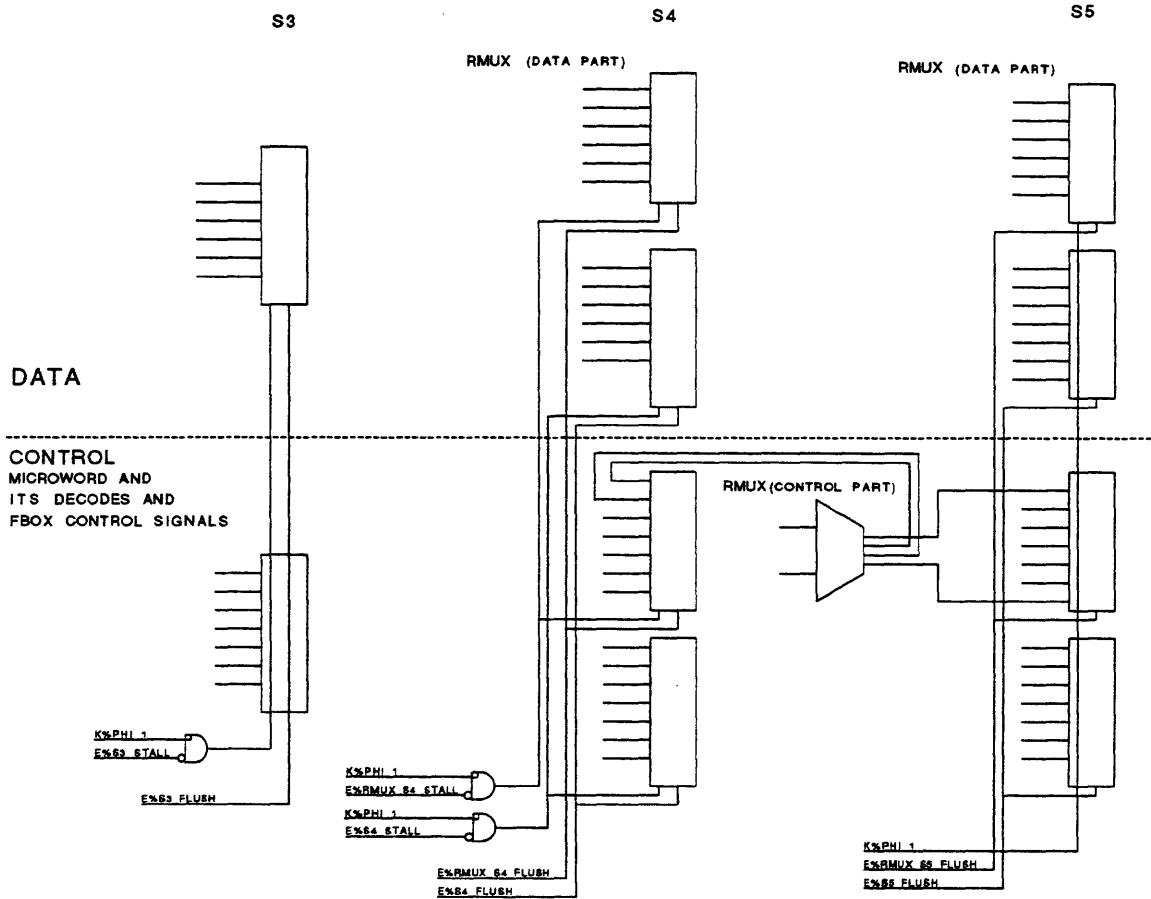 S3
S4
S5
RMUX (DATA PART)
RMUX (DATA PART)
DATA
CONTROL
MICROWORD AND
ITS DECODES AND
FBOX CONTROL SIGNALS
RMUX (CONTROL PART)
K%PHI 1
E%S3 STALL
E%S3 FLUSH
K%PHI 1
E%RMUX S4 STALL
K%PHI 1
E%S4 STALL
E%RMUX S4 FLUSH
E%S4 FLUSH
K%PHI 1
E%RMUX S5 FLUSH
E%S5 FLUSH